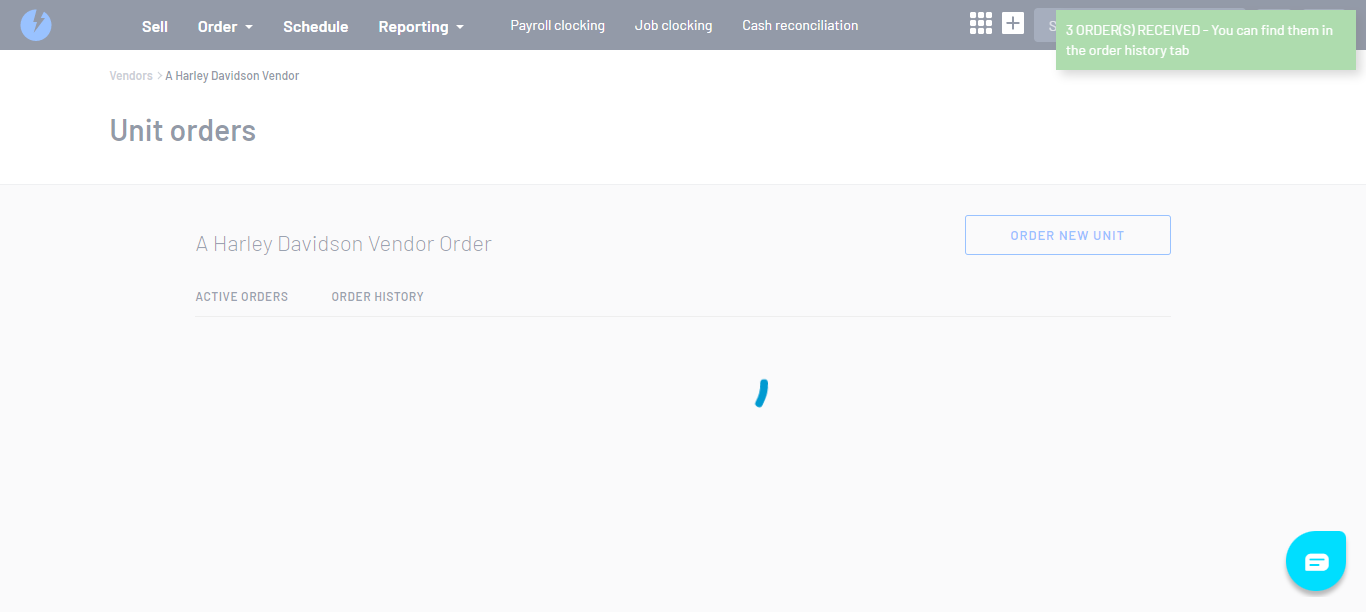 Sell Order Schedule Reporting Payroll clocking Job clocking Cash reconciliation S
3 ORDER(S) RECEIVED - You can find them in
the order history tab
Vendors > A Harley Davidson Vendor
Unit orders
A Harley Davidson Vendor Order
ORDER NEW UNIT
ACTIVE ORDERS ORDER HISTORY